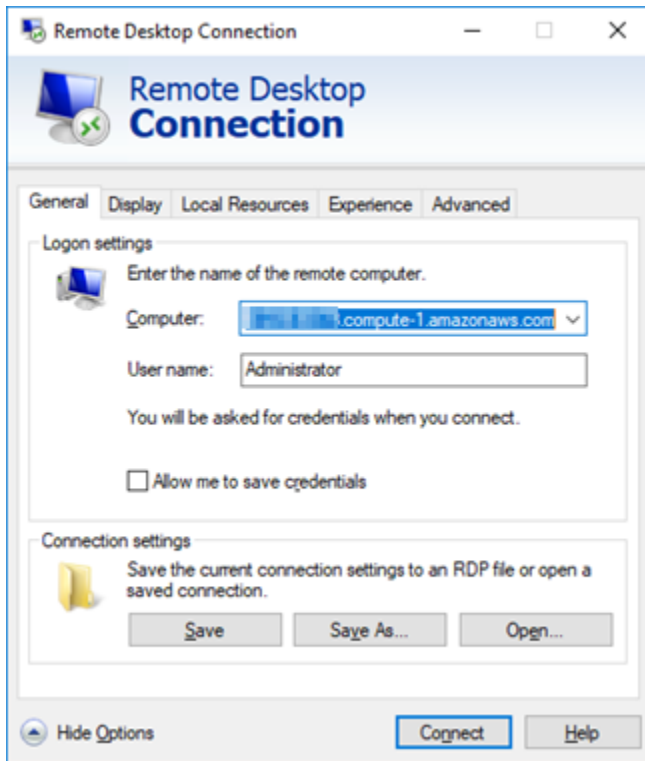 Remote Desktop Connection
Remote Desktop
Connection
General Display Local Resources Experience Advanced
Logon settings
Enter the name of the remote computer.
Computer: .compute-1.amazonaws.com
User name: Administrator
You will be asked for credentials when you connect.
Allow me to save credentials
Connection settings
Save the current connection settings to an RDP file or open a
saved connection.
Save Save As... Open...
Hide Options Connect Help